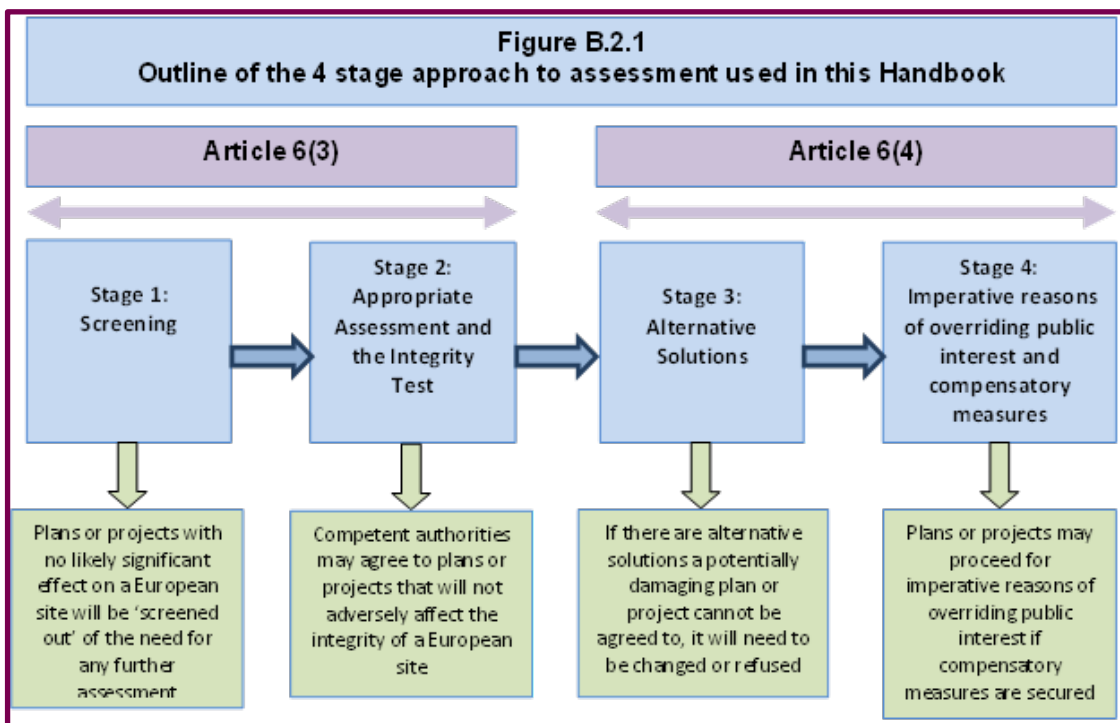 Figure B.2.1
Outline of the 4 stage approach to assessment used in this Handbook
Article 6(3)
Article 6(4)
Stage 1:
Screening
Stage 2:
Appropriate
Assessment and
the Integrity
Test
Stage 3:
Alternative
Solutions
Stage 4:
Imperative reasons
of overriding public
interest and
compensatory
measures
Plans or projects with
no likely significant
effect on a European
site will be ‘screened
out’ of the need for
any further
assessment
Competent authorities
may agree to plans or
projects that will not
adversely affect the
integrity of a European
site
If there are alternative
solutions a potentially
damaging plan or
project cannot be
agreed to, it will need to
be changed or refused
Plans or projects may
proceed for
imperative reasons of
overriding public
interest if
compensatory
measures are secured